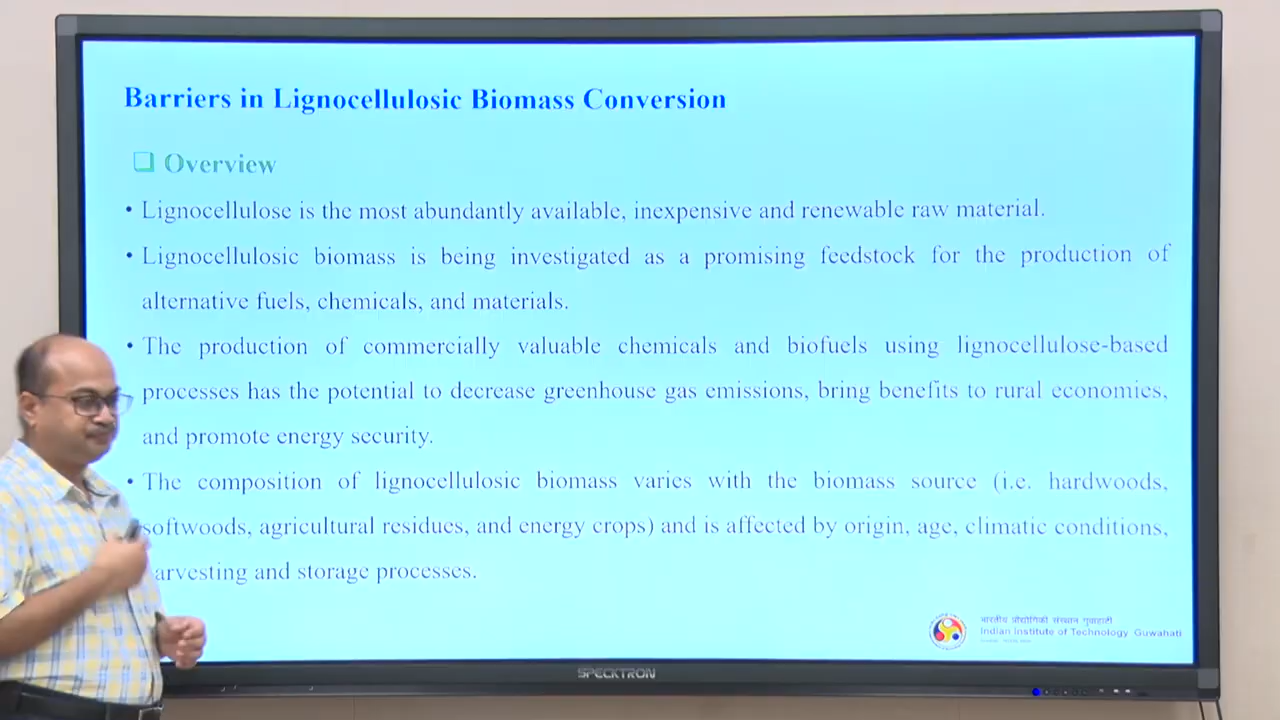 Barriers in Lignocellulosic Biomass Conversion
❑ Overview
• Lignocellulose is the most abundantly available, inexpensive and renewable raw material.
• Lignocellulosic biomass is being investigated as a promising feedstock for the production of
alternative fuels, chemicals, and materials.
• The production of commercially valuable chemicals and biofuels using lignocellulose-based
processes has the potential to decrease greenhouse gas emissions, bring benefits to rural economies,
and promote energy security.
• The composition of lignocellulosic biomass varies with the biomass source (i.e. hardwoods,
softwoods, agricultural residues, and energy crops) and is affected by origin, age, climatic conditions,
arvesting and storage processes.
भारतीय प्रौद्योगिकी संस्थान गुवाहाटी
Indian Institute of Technology Guwahati
SPECKTRON